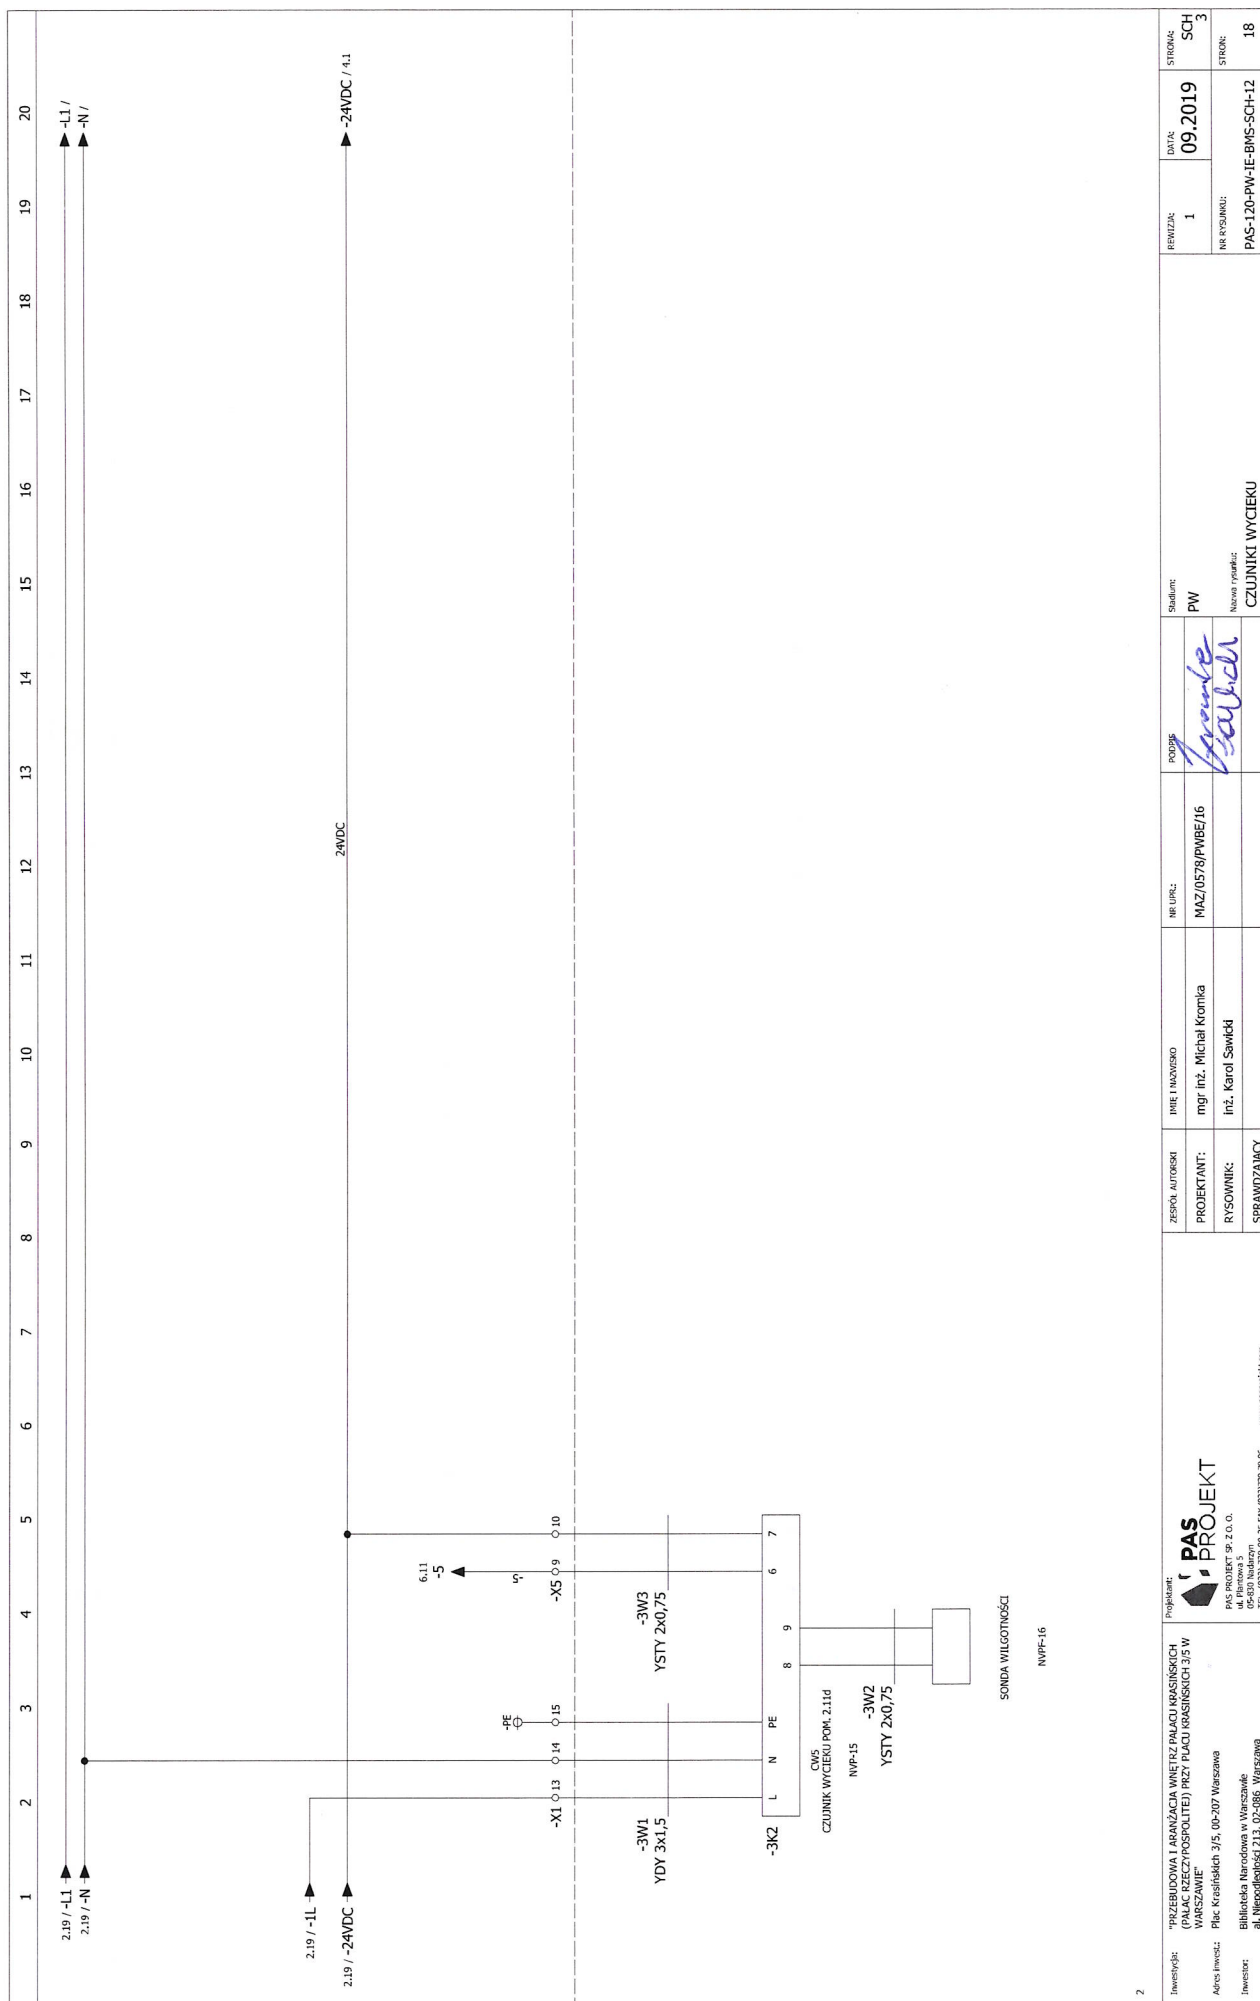 1 2 3 4 5 6 7 8 9 10 11 12 13 14 15 16 17 18 19 20
2.19 / -L1
-L1 /
2.19 / -N
-N /
2.19 / -1L
2.19 / -24VDC
24VDC
-24VDC / 4.1
6.11
-5
-PE
-5
-X1 13 14 15
-X5 9 10
-3W1
YDY 3x1,5
-3W3
YSTY 2x0,75
-3K2
L N PE 8 9 6 7
CW5
CZUJNIK WYCIEKU POM. 2.11d
NVP-15
-3W2
YSTY 2x0,75
SONDA WILGOTNOŚCI
NVPF-16
2
Inwestycja:
"PRZEBUDOWA I ARANŻACJA WNĘTRZ PAŁACU KRASIŃSKICH
(PAŁAC RZECZYPOSPOLITEJ) PRZY PLACU KRASIŃSKICH 3/5 W
WARSZAWIE"
Adres inwest.: Plac Krasińskich 3/5, 00-207 Warszawa
Inwestor:
Biblioteka Narodowa w Warszawie
al. Niepodległości 213, 02-086 Warszawa
Projektant:
PAS
PROJEKT
PAS PROJEKT SP. Z O. O.
ul. Plantowa 5
05-830 Nadarzyn
ZESPÓŁ AUTORSKI
IMIĘ I NAZWISKO
NR UPR.:
PODPIS
PROJEKTANT:
mgr inż. Michał Kromka
MAZ/0578/PWBE/16
RYSOWNIK:
inż. Karol Sawicki
SPRAWDZAJĄCY
Stadium:
PW
Nazwa rysunku:
CZUJNIKI WYCIEKU
REWIZJA:
1
DATA:
09.2019
STRONA:
SCH
3
NR RYSUNKU:
PAS-120-PW-IE-BMS-SCH-12
STRON:
18